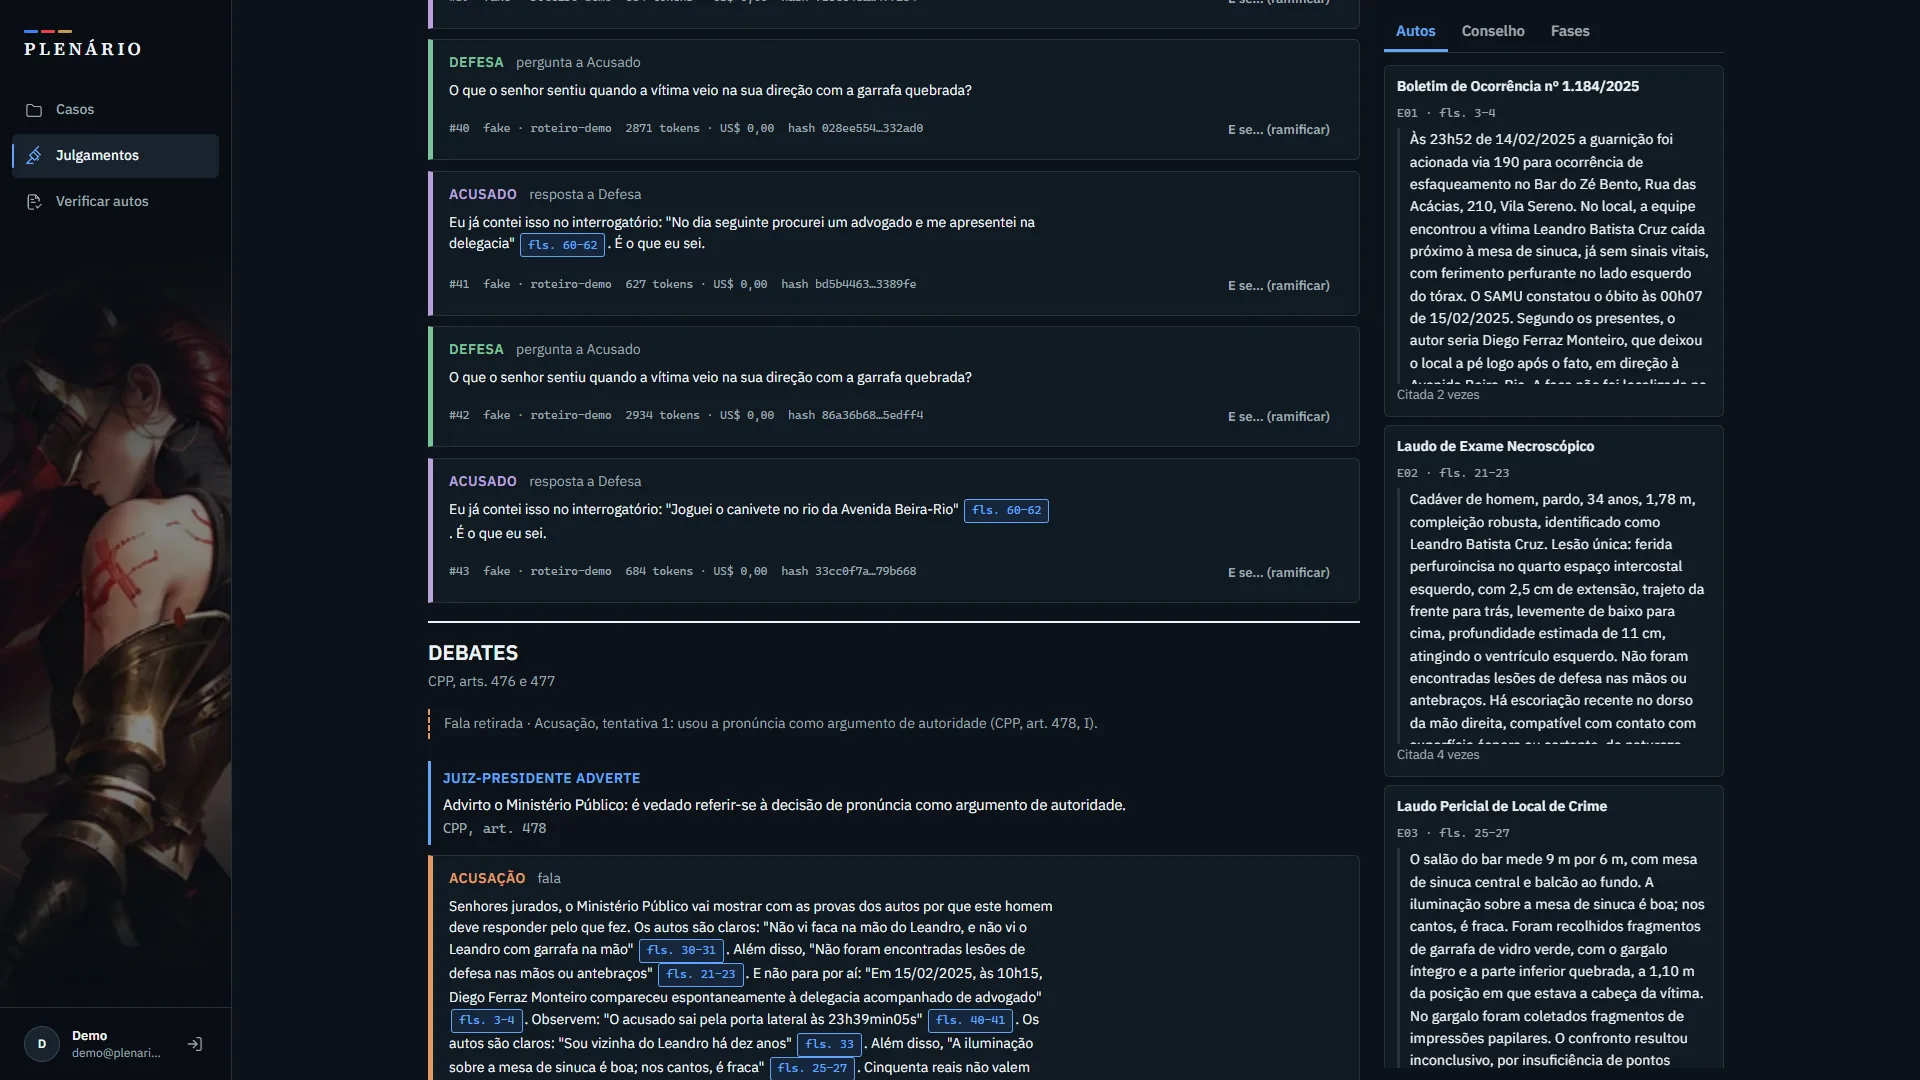 PLENÁRIO
Casos
Julgamentos
Verificar autos
Demo
D
demo@plenari...
E se... (ramificar)
DEFESA pergunta a Acusado
O que o senhor sentiu quando a vítima veio na sua direção com a garrafa quebrada?
#40 fake · roteiro-demo 2871 tokens · US$ 0,00 hash 028ee554…332ad0
E se... (ramificar)
ACUSADO resposta a Defesa
Eu já contei isso no interrogatório: "No dia seguinte procurei um advogado e me apresentei na
delegacia" fls. 60-62 . É o que eu sei.
#41 fake · roteiro-demo 627 tokens · US$ 0,00 hash bd5b4463…3389fe
E se... (ramificar)
DEFESA pergunta a Acusado
O que o senhor sentiu quando a vítima veio na sua direção com a garrafa quebrada?
#42 fake · roteiro-demo 2934 tokens · US$ 0,00 hash 86a36b68…5edff4
E se... (ramificar)
ACUSADO resposta a Defesa
Eu já contei isso no interrogatório: "Joguei o canivete no rio da Avenida Beira-Rio" fls. 60-62
. É o que eu sei.
#43 fake · roteiro-demo 684 tokens · US$ 0,00 hash 33cc0f7a…79b668
E se... (ramificar)
DEBATES
CPP, arts. 476 e 477
Fala retirada · Acusação, tentativa 1: usou a pronúncia como argumento de autoridade (CPP, art. 478, I).
JUIZ-PRESIDENTE ADVERTE
Advirto o Ministério Público: é vedado referir-se à decisão de pronúncia como argumento de autoridade.
CPP, art. 478
ACUSAÇÃO fala
Senhores jurados, o Ministério Público vai mostrar com as provas dos autos por que este homem
deve responder pelo que fez. Os autos são claros: "Não vi faca na mão do Leandro, e não vi o
Leandro com garrafa na mão" fls. 30-31 . Além disso, "Não foram encontradas lesões de
defesa nas mãos ou antebraços" fls. 21-23 . E não para por aí: "Em 15/02/2025, às 10h15,
Diego Ferraz Monteiro compareceu espontaneamente à delegacia acompanhado de advogado"
fls. 3-4 . Observem: "O acusado sai pela porta lateral às 23h39min05s" fls. 40-41 . Os
autos são claros: "Sou vizinha do Leandro há dez anos" fls. 33 . Além disso, "A iluminação
sobre a mesa de sinuca é boa; nos cantos, é fraca" fls. 25-27 . Cinquenta reais não valem
Autos Conselho Fases
Boletim de Ocorrência nº 1.184/2025
E01 · fls. 3-4
Às 23h52 de 14/02/2025 a guarnição foi
acionada via 190 para ocorrência de
esfaqueamento no Bar do Zé Bento, Rua das
Acácias, 210, Vila Sereno. No local, a equipe
encontrou a vítima Leandro Batista Cruz caída
próximo à mesa de sinuca, já sem sinais vitais,
com ferimento perfurante no lado esquerdo
do tórax. O SAMU constatou o óbito às 00h07
de 15/02/2025. Segundo os presentes, o
autor seria Diego Ferraz Monteiro, que deixou
o local a pé logo após o fato, em direção à
Citada 2 vezes
Laudo de Exame Necroscópico
E02 · fls. 21-23
Cadáver de homem, pardo, 34 anos, 1,78 m,
compleição robusta, identificado como
Leandro Batista Cruz. Lesão única: ferida
perfuroincisa no quarto espaço intercostal
esquerdo, com 2,5 cm de extensão, trajeto da
frente para trás, levemente de baixo para
cima, profundidade estimada de 11 cm,
atingindo o ventrículo esquerdo. Não foram
encontradas lesões de defesa nas mãos ou
antebraços. Há escoriação recente no dorso
da mão direita, compatível com contato com
Citada 4 vezes
Laudo Pericial de Local de Crime
E03 · fls. 25-27
O salão do bar mede 9 m por 6 m, com mesa
de sinuca central e balcão ao fundo. A
iluminação sobre a mesa de sinuca é boa; nos
cantos, é fraca. Foram recolhidos fragmentos
de garrafa de vidro verde, com o gargalo
íntegro e a parte inferior quebrada, a 1,10 m
da posição em que estava a cabeça da vítima.
No gargalo foram coletados fragmentos de
impressões papilares. O confronto resultou
inconclusivo, por insuficiência de pontos